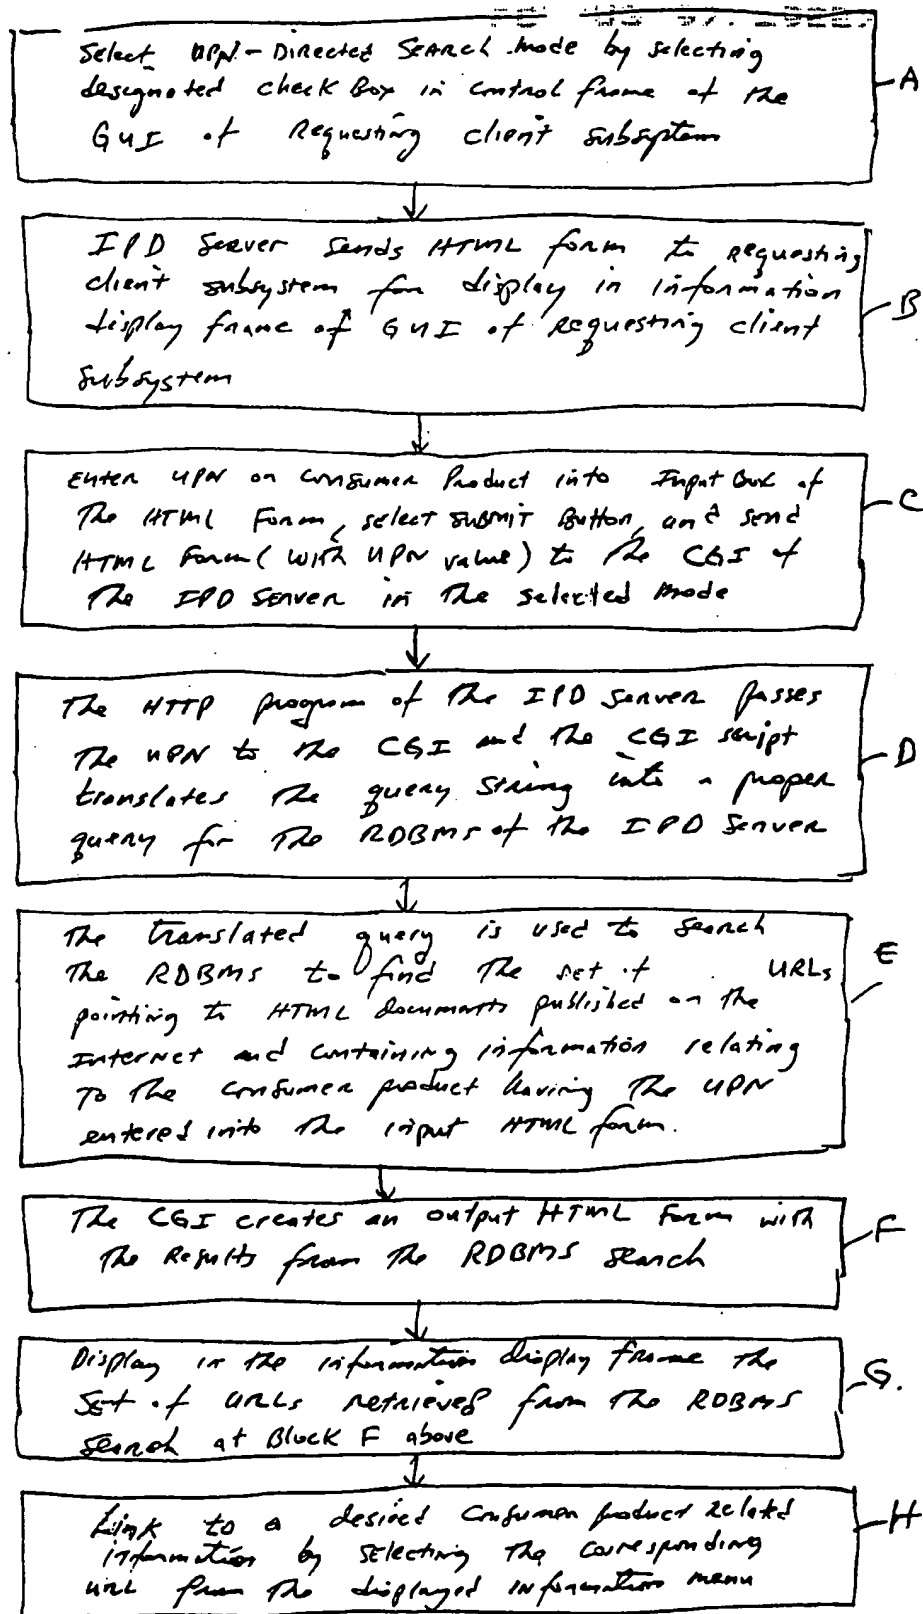 Select UPN-Directed Search mode by selecting
designated check Box in control frame of the
GUI of Requesting client subsystem
A
IPD Server sends HTML form to requesting
client subsystem for display in information
display frame of GUI of Requesting client
subsystem
B
Enter UPN on Consumer Product into Input Box of
The HTML Form, select SUBMIT Button, and send
HTML Form (with UPN value) to The CGI of
The IPD Server in The selected mode
C
The HTTP program of The IPD Server passes
The UPN to the CGI and the CGI script
translates The query String into a proper
query for The RDBMS of the IPD Server
D
The translated query is used to search
The RDBMS to find The set of URLs
pointing to HTML documents published on the
Internet and containing information relating
To The consumer product having The UPN
entered into The input HTML form.
E
The CGI creates an output HTML Form with
The Results from The RDBMS search
F
Display in the information display frame The
Set of URLs retrieved from The RDBMS
Search at Block F above
G.
Link to a desired Consumer product Related
information by selecting The corresponding
URL from The displayed information menu
H